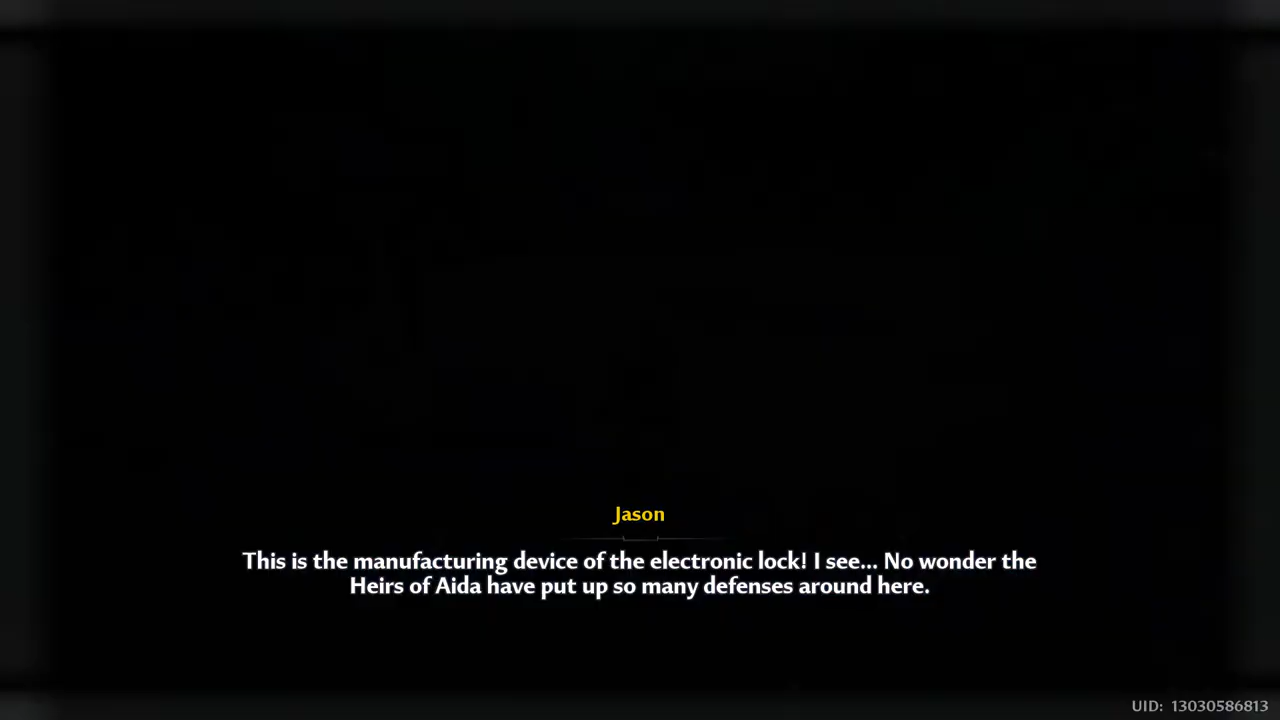 Jason
This is the manufacturing device of the electronic lock! I see... No wonder the
Heirs of Aida have put up so many defenses around here.
UID: 13030586813